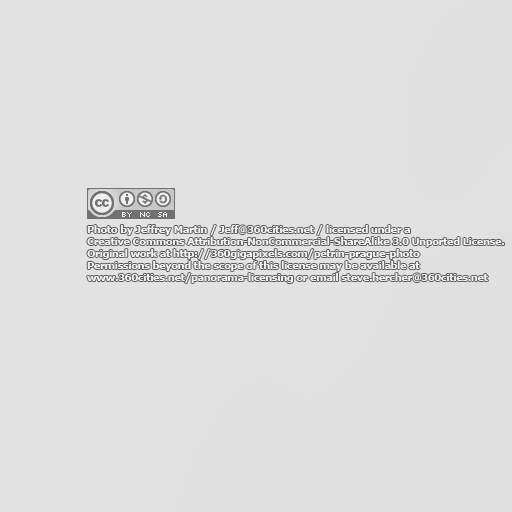 cc
BY NC SA
Photo by Jeffrey Martin / Jeff@360cities.net / licensed under a
Creative Commons Attribution-NonCommercial-ShareAlike 3.0 Unported License.
Original work at http://360gigapixels.com/petrin-prague-photo
Permissions beyond the scope of this license may be available at
www.360cities.net/panorama-licensing or email steve.hercher@360cities.net